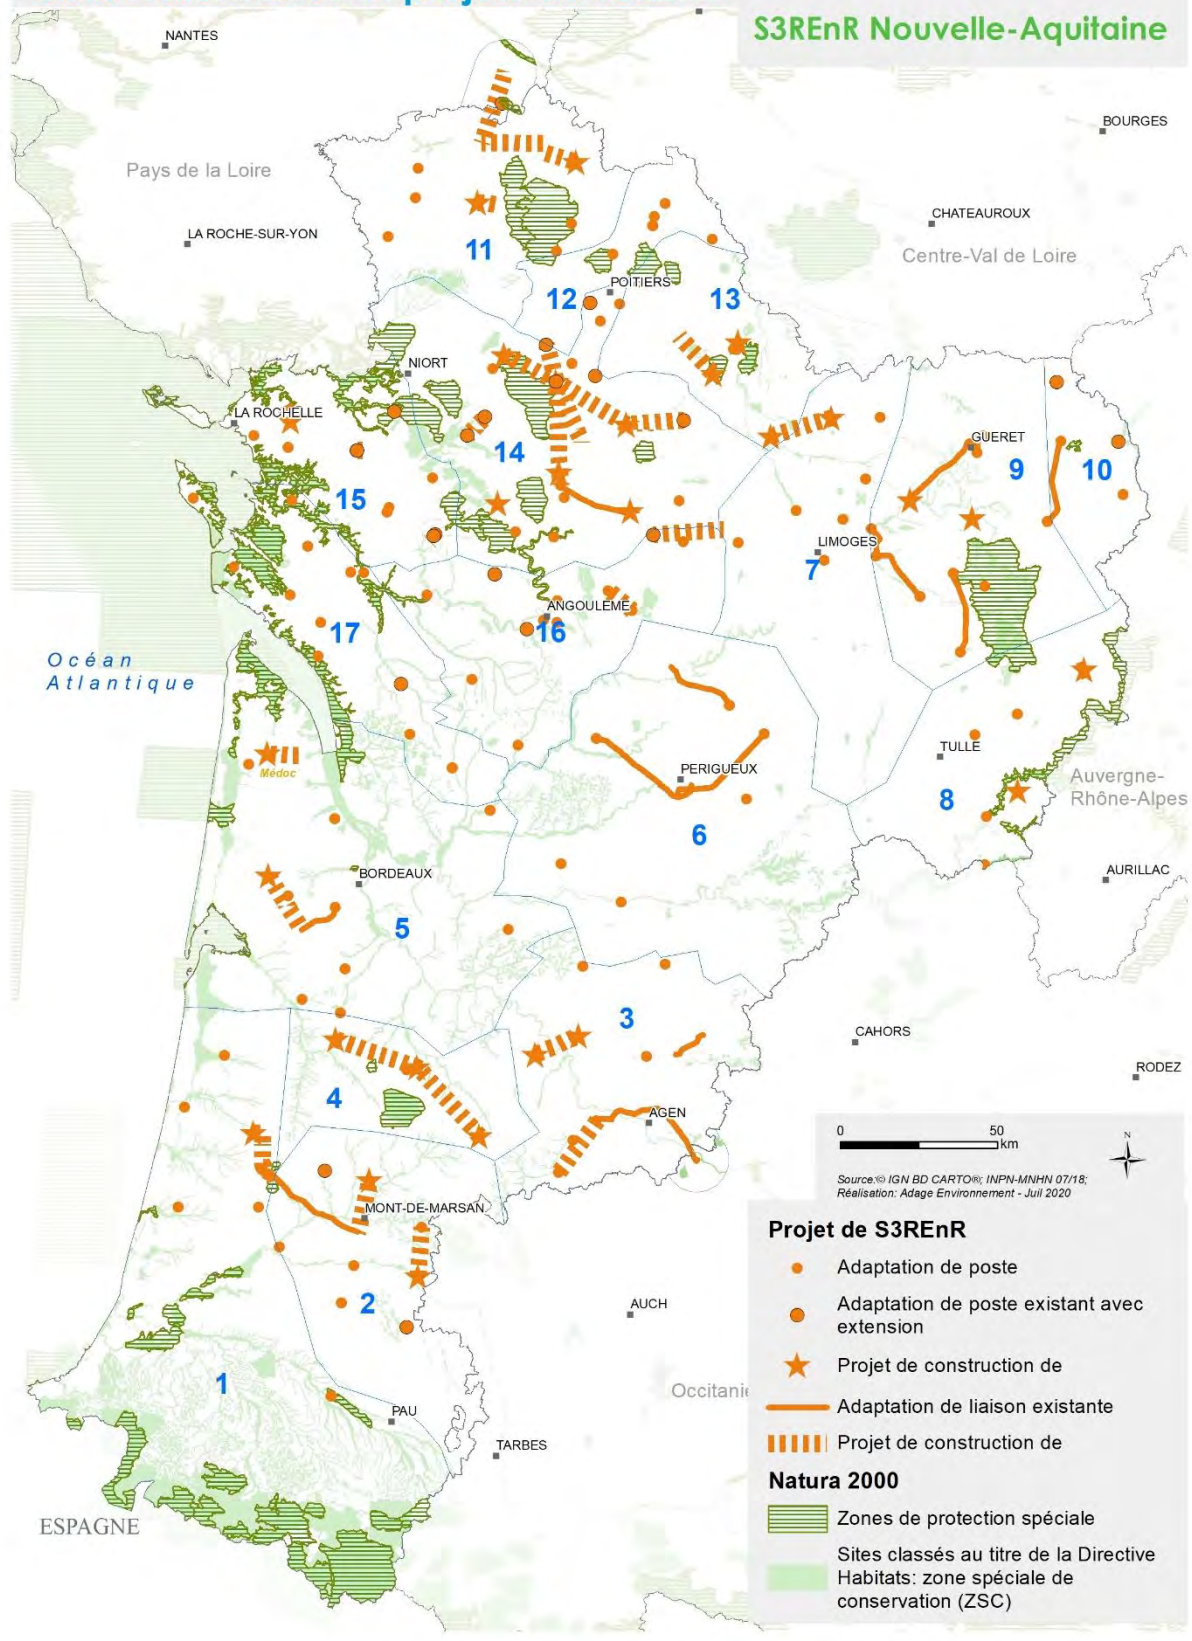 S3REnR Nouvelle-Aquitaine
NANTES
BOURGES
Pays de la Loire
CHATEAUROUX
LA ROCHE-SUR-YON
Centre-Val de Loire
11
POITIERS
12
13
NIORT
LA ROCHELLE
GUERET
14
9
10
15
LIMOGES
7
ANGOULEME
16
17
Océan
Atlantique
TULLE
Médoc
PERIGUEUX
Auvergne-
Rhône-Alpes
8
6
BORDEAUX
AURILLAC
5
3
CAHORS
RODEZ
4
AGEN
0
50
km
N
Source:© IGN BD CARTO®; INPN-MNHN 07/18;
Réalisation: Adage Environnement - Juil 2020
MONT-DE-MARSAN
Projet de S3REnR
Adaptation de poste
2
AUCH
Adaptation de poste existant avec
extension
Projet de construction de
1
Occitanie
Adaptation de liaison existante
PAU
Projet de construction de
TARBES
Natura 2000
Zones de protection spéciale
ESPAGNE
Sites classés au titre de la Directive
Habitats: zone spéciale de
conservation (ZSC)